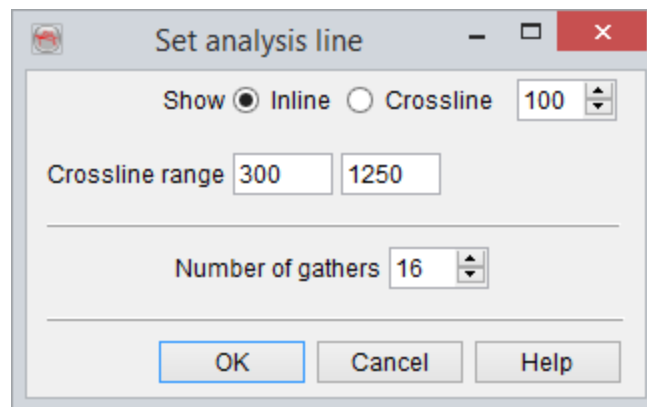 Set analysis line
Show Inline Crossline 100
Crossline range 300 1250
Number of gathers 16
OK Cancel Help